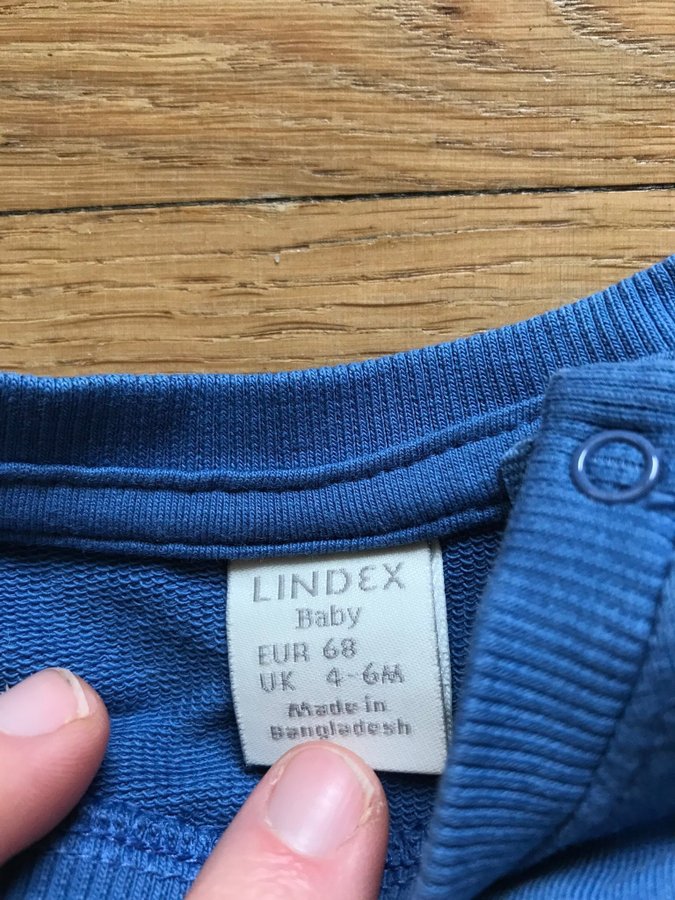 LINDEX
Baby
EUR 68
UK 4-6M
Made in
Bangladesh